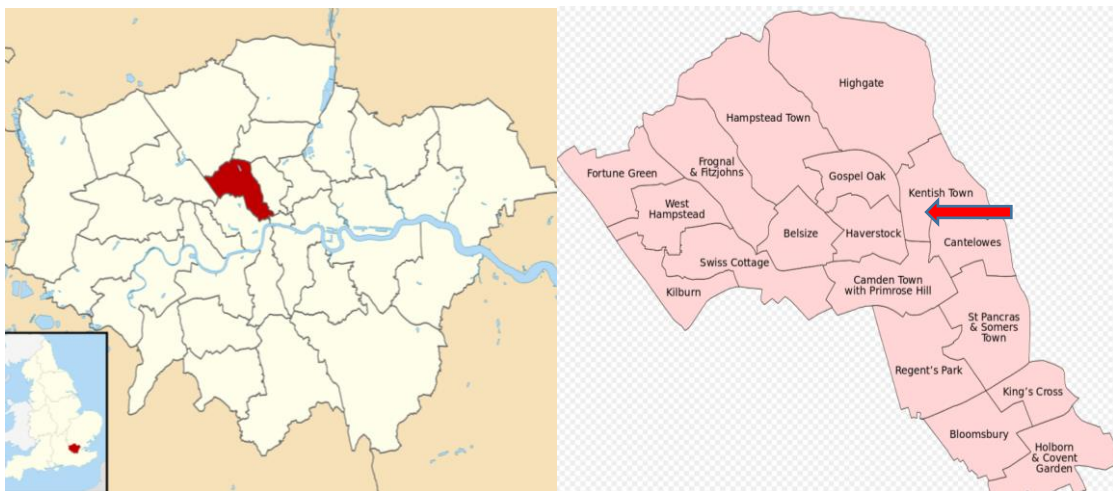 Highgate
Hampstead Town
Frognal
& Fitzjohns
Fortune Green
Gospel Oak
Kentish Town
West
Hampstead
Belsize
Haverstock
Cantelowes
Swiss Cottage
Camden Town
with Primrose Hill
Kilburn
St Pancras
& Somers
Town
Regent's Park
King's Cross
Bloomsbury
Holborn
& Covent
Garden